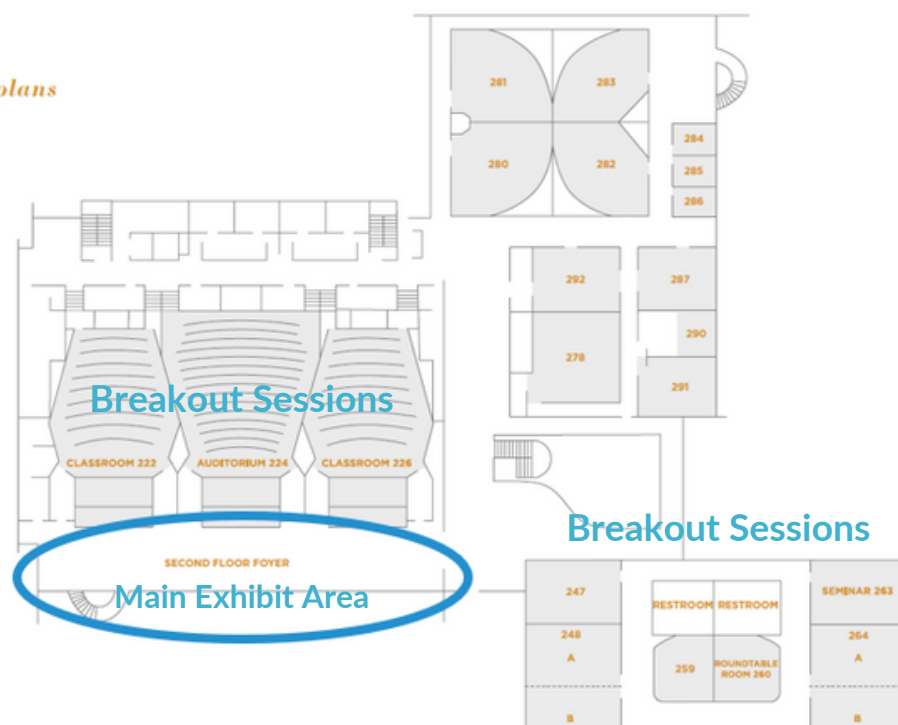 plans
281
283
280
282
284
285
286
292
287
290
278
291
Breakout Sessions
CLASSROOM 222
AUDITORIUM 224
CLASSROOM 226
SECOND FLOOR FOYER
Main Exhibit Area
Breakout Sessions
247
RESTROOM
RESTROOM
SEMINAR 263
248
A
B
259
ROUNDTABLE
ROOM 260
264
A
B